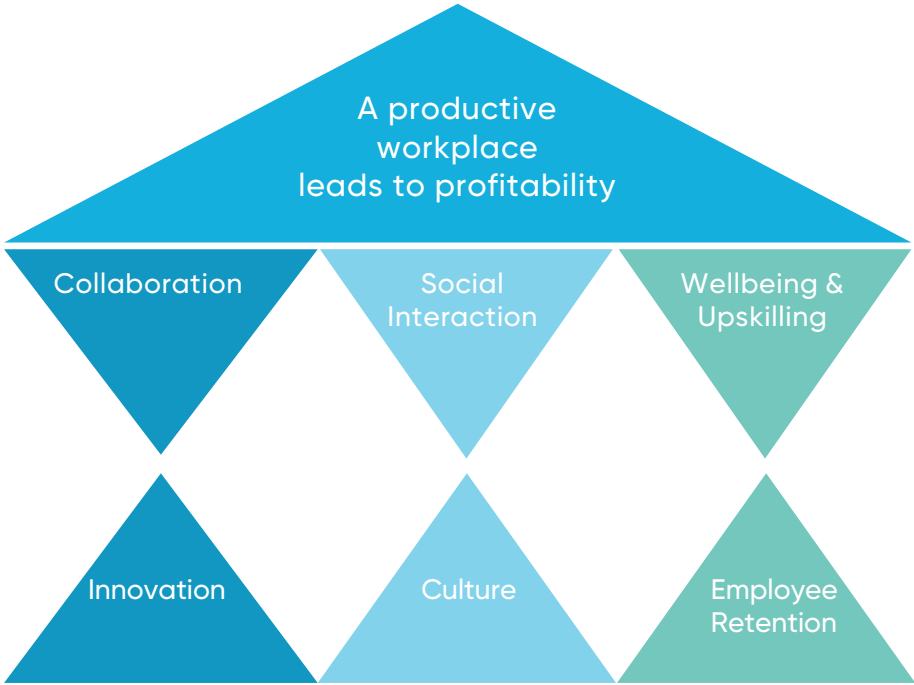 A productive
workplace
leads to profitability
Collaboration
Social
Interaction
Wellbeing &
Upskilling
Innovation
Culture
Employee
Retention